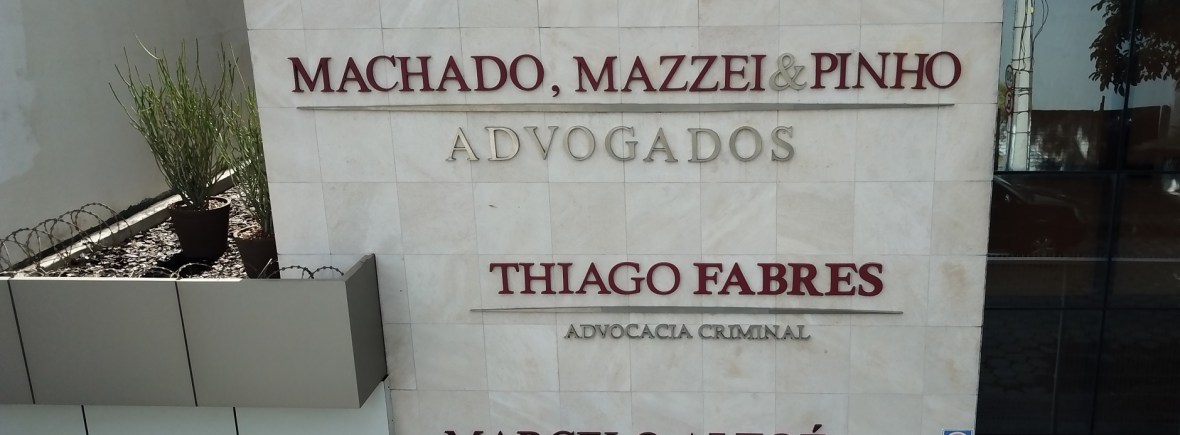 MACHADO, MAZZEI & PINHO
ADVOGADOS
THIAGO FABRES
ADVOCACIA CRIMINAL